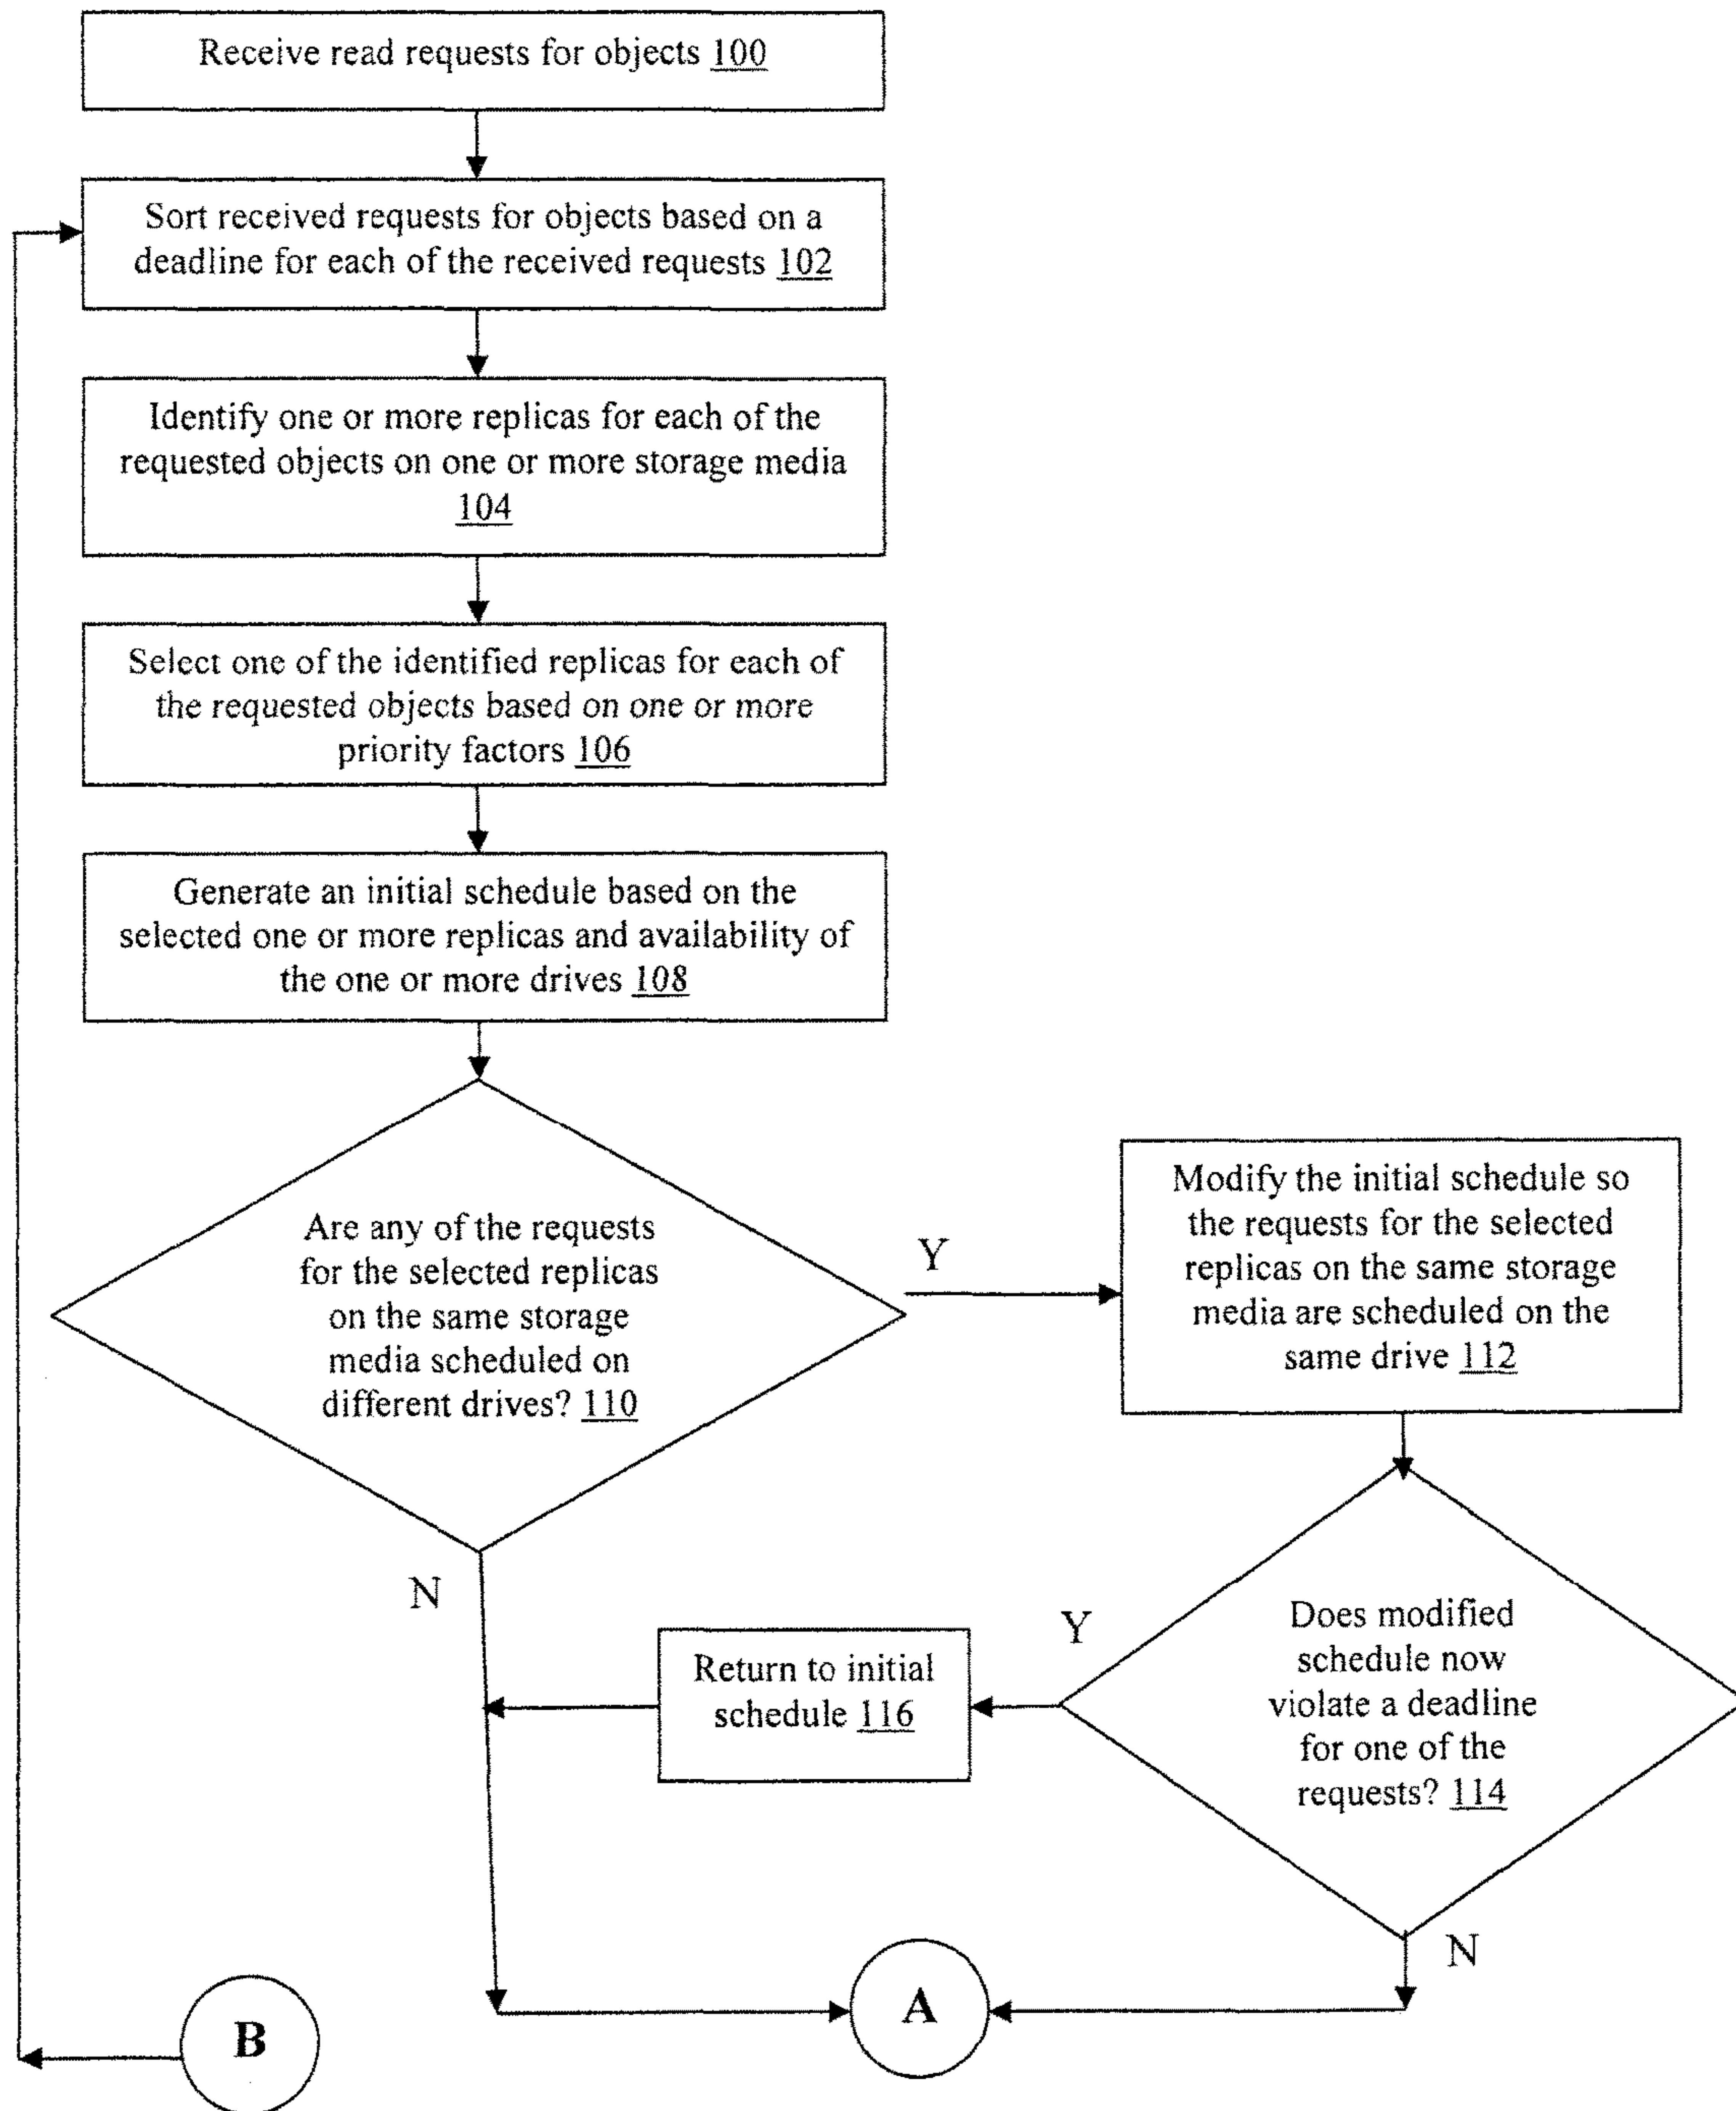 Receive read requests for objects 100
Sort received requests for objects based on a
deadline for each of the received requests 102
Identify one or more replicas for each of the
requested objects on one or more storage media
104
Select one of the identified replicas for each of
the requested objects based on one or more
priority factors 106
Generate an initial schedule based on the
selected one or more replicas and availability of
the one or more drives 108
Are any of the requests
for the selected replicas
on the same storage
media scheduled on
different drives? 110
Y
Modify the initial schedule so
the requests for the selected
replicas on the same storage
media are scheduled on the
same drive 112
N
Does modified
schedule now
violate a deadline
for one of the
requests? 114
Y
Return to initial
schedule 116
N
A
B